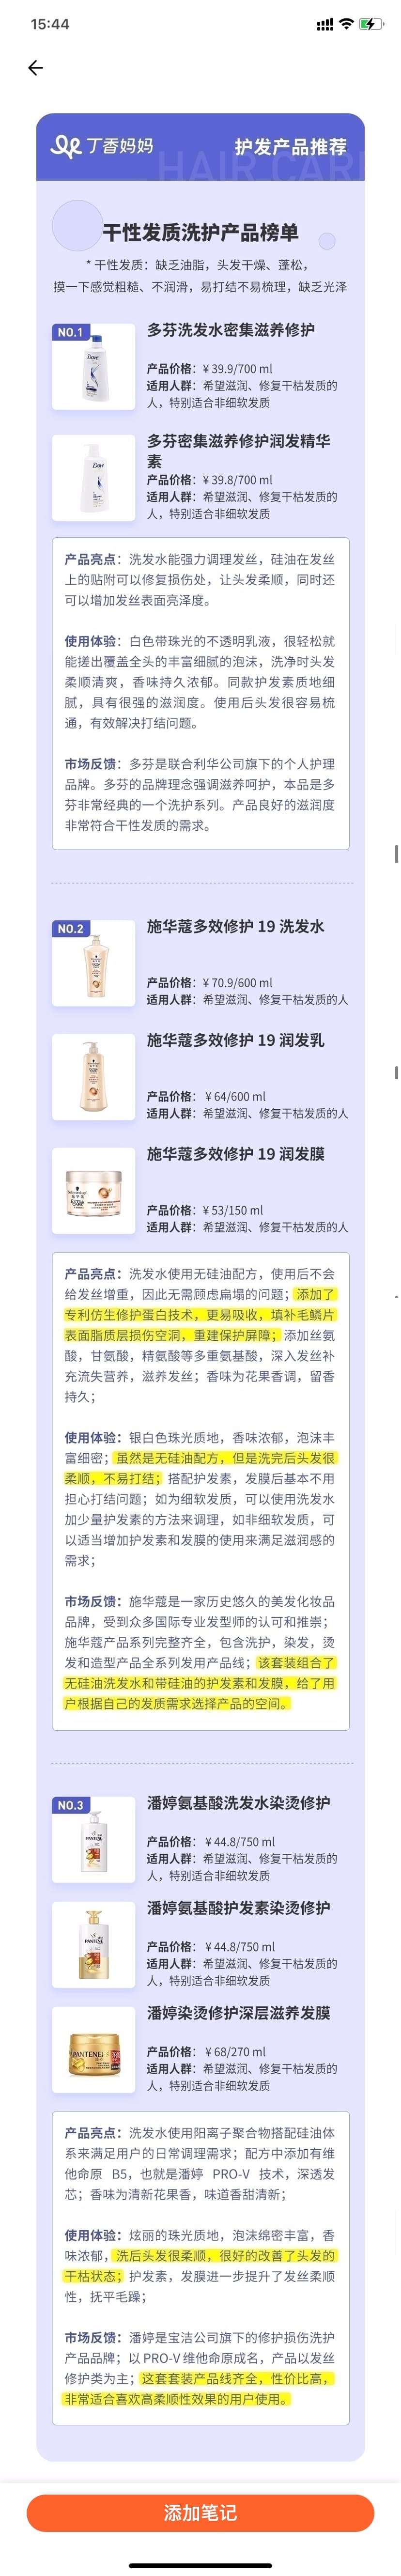 15:44
丁香妈妈
护发产品推荐
HAIR CARE
干性发质洗护产品榜单
* 干性发质：缺乏油脂，头发干燥、蓬松，
摸一下感觉粗糙、不润滑，易打结不易梳理，缺乏光泽
NO.1
多芬洗发水密集滋养修护
产品价格：￥39.9/700 ml
适用人群：希望滋润、修复干枯发质的
人，特别适合非细软发质
多芬密集滋养修护润发精华
素
产品价格：￥39.8/700 ml
适用人群：希望滋润、修复干枯发质的
人，特别适合非细软发质
产品亮点：洗发水能强力调理发丝，硅油在发丝
上的贴附可以修复损伤处，让头发柔顺，同时还
可以增加发丝表面亮泽度。
使用体验：白色带珠光的不透明乳液，很轻松就
能搓出覆盖全头的丰富细腻的泡沫，洗净时头发
柔顺清爽，香味持久浓郁。同款护发素质地细
腻，具有很强的滋润度。使用后头发很容易梳
通，有效解决打结问题。
市场反馈：多芬是联合利华公司旗下的个人护理
品牌。多芬的品牌理念强调滋养呵护，本品是多
芬非常经典的一个洗护系列。产品良好的滋润度
非常符合干性发质的需求。
NO.2
施华蔻多效修护 19 洗发水
产品价格：￥70.9/600 ml
适用人群：希望滋润、修复干枯发质的人
施华蔻多效修护 19 润发乳
产品价格：￥64/600 ml
适用人群：希望滋润、修复干枯发质的人
施华蔻多效修护 19 润发膜
产品价格：￥53/150 ml
适用人群：希望滋润、修复干枯发质的人
产品亮点：洗发水使用无硅油配方，使用后不会
给发丝增重，因此无需顾虑扁塌的问题；添加了
专利仿生修护蛋白技术，更易吸收，填补毛鳞片
表面脂质层损伤空洞，重建保护屏障；添加丝氨
酸，甘氨酸，精氨酸等多重氨基酸，深入发丝补
充流失营养，滋养发丝；香味为花果香调，留香
持久；
使用体验：银白色珠光质地，香味浓郁，泡沫丰
富细密；虽然是无硅油配方，但是洗完后头发很
柔顺，不易打结；搭配护发素，发膜后基本不用
担心打结问题；如为细软发质，可以使用洗发水
加少量护发素的方法来调理，如非细软发质，可
以适当增加护发素和发膜的使用来满足滋润感的
需求；
市场反馈：施华蔻是一家历史悠久的美发化妆品
品牌，受到众多国际专业发型师的认可和推崇；
施华蔻产品系列完整齐全，包含洗护，染发，烫
发和造型产品全系列发用产品线；该套装组合了
无硅油洗发水和带硅油的护发素和发膜，给了用
户根据自己的发质需求选择产品的空间。
NO.3
潘婷氨基酸洗发水染烫修护
产品价格：￥44.8/750 ml
适用人群：希望滋润、修复干枯发质的
人，特别适合非细软发质
潘婷氨基酸护发素染烫修护
产品价格：￥44.8/750 ml
适用人群：希望滋润、修复干枯发质的
人，特别适合非细软发质
潘婷染烫修护深层滋养发膜
产品价格：￥68/270 ml
适用人群：希望滋润、修复干枯发质的
人，特别适合非细软发质
产品亮点：洗发水使用阳离子聚合物搭配硅油体
系来满足用户的日常调理需求；配方中添加有维
他命原 B5，也就是潘婷 PRO-V 技术，深透发
芯；香味为清新花果香，味道香甜清新；
使用体验：炫丽的珠光质地，泡沫绵密丰富，香
味浓郁，洗后头发很柔顺，很好的改善了头发的
干枯状态；护发素，发膜进一步提升了发丝柔顺
性，抚平毛躁；
市场反馈：潘婷是宝洁公司旗下的修护损伤洗护
产品品牌；以 PRO-V 维他命原成名，产品以发丝
修护类为主；这套套装产品线齐全，性价比高，
非常适合喜欢高柔顺性效果的用户使用。
添加笔记